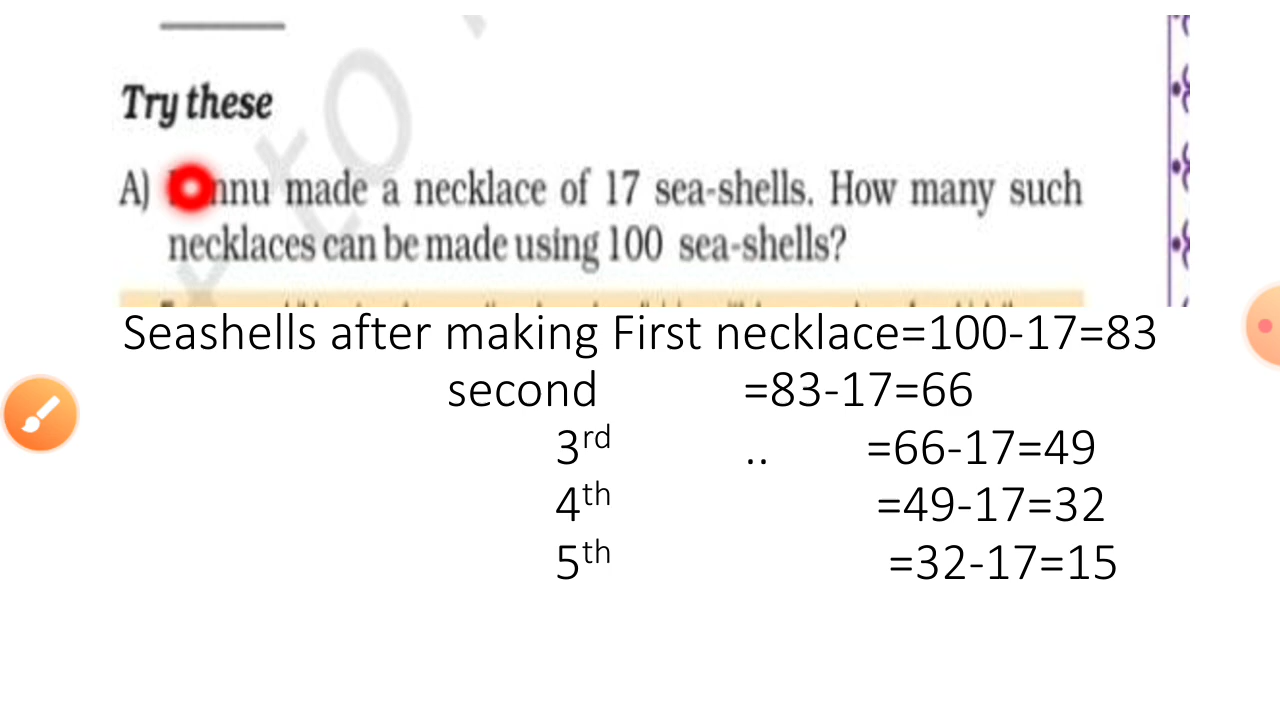 Try these
A) made a necklace of 17 sea-shells. How many such
necklaces can be made using 100 sea-shells?
Seashells after making First necklace=100-17=83
second =83-17=66
3rd .. =66-17=49
4th =49-17=32
5th =32-17=15